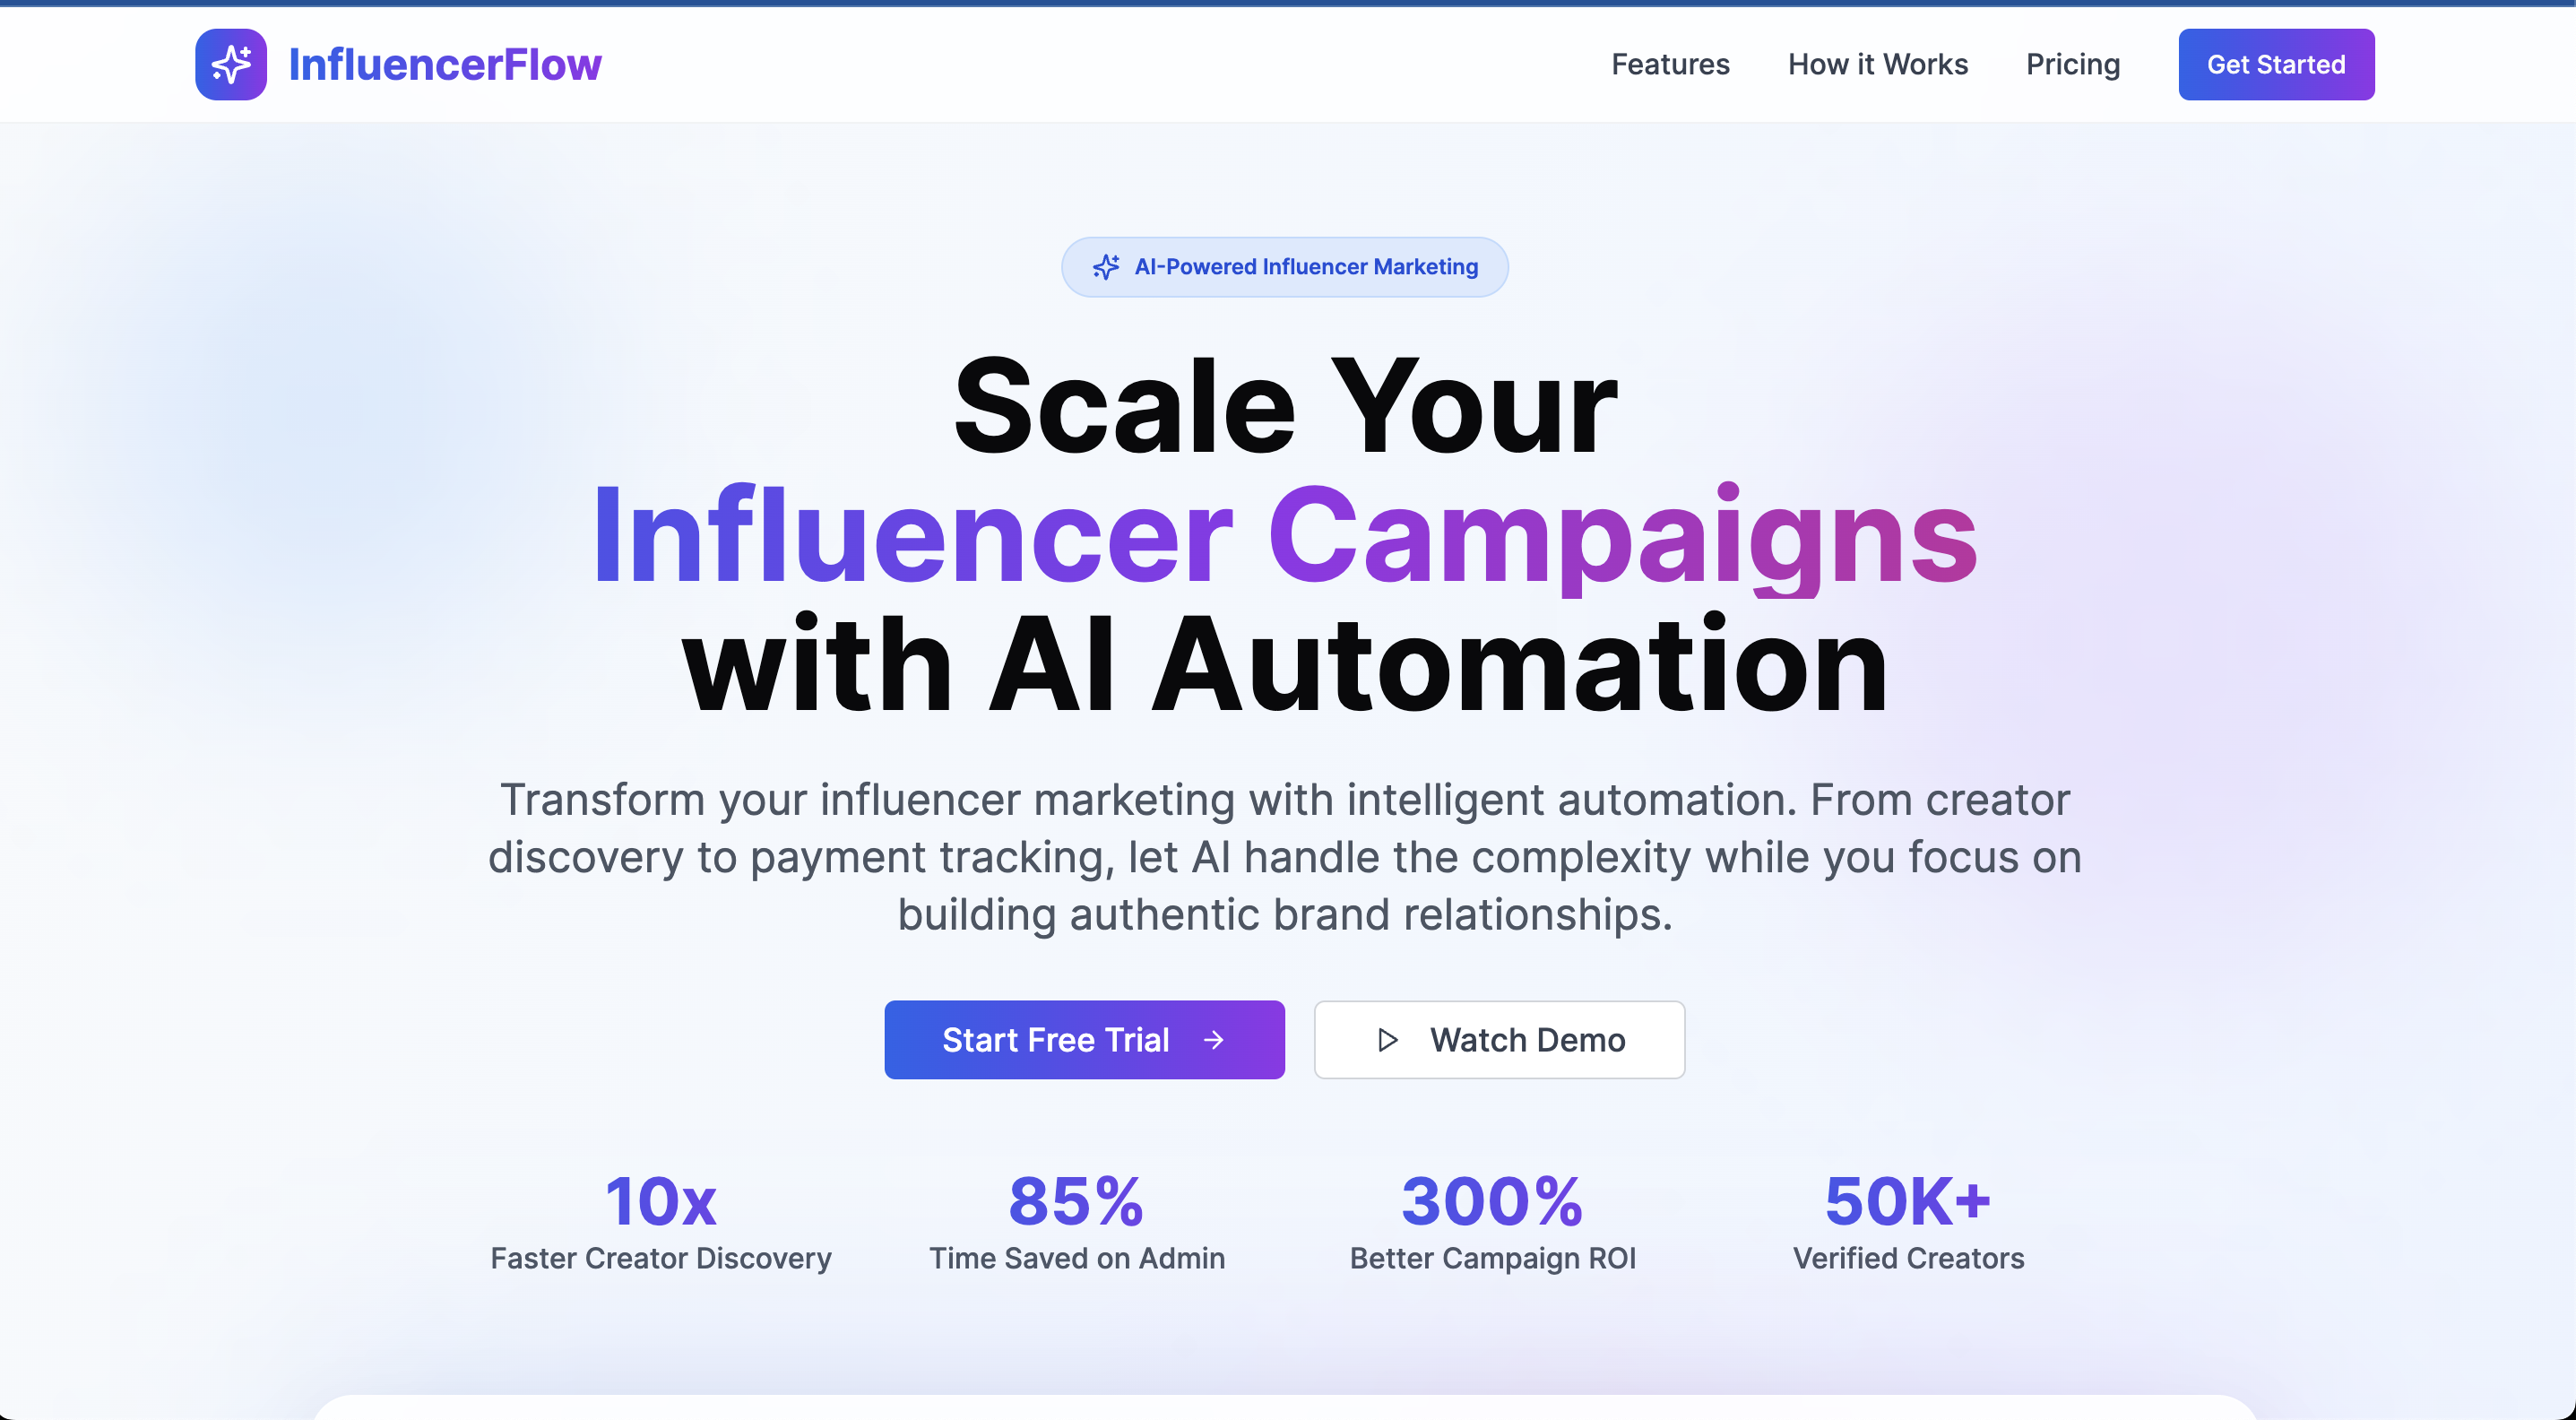 InfluencerFlow
Features
How it Works
Pricing
Get Started
AI-Powered Influencer Marketing
Scale Your
Influencer Campaigns
with AI Automation
Transform your influencer marketing with intelligent automation. From creator
discovery to payment tracking, let AI handle the complexity while you focus on
building authentic brand relationships.
Start Free Trial
Watch Demo
10x
Faster Creator Discovery
85%
Time Saved on Admin
300%
Better Campaign ROI
50K+
Verified Creators